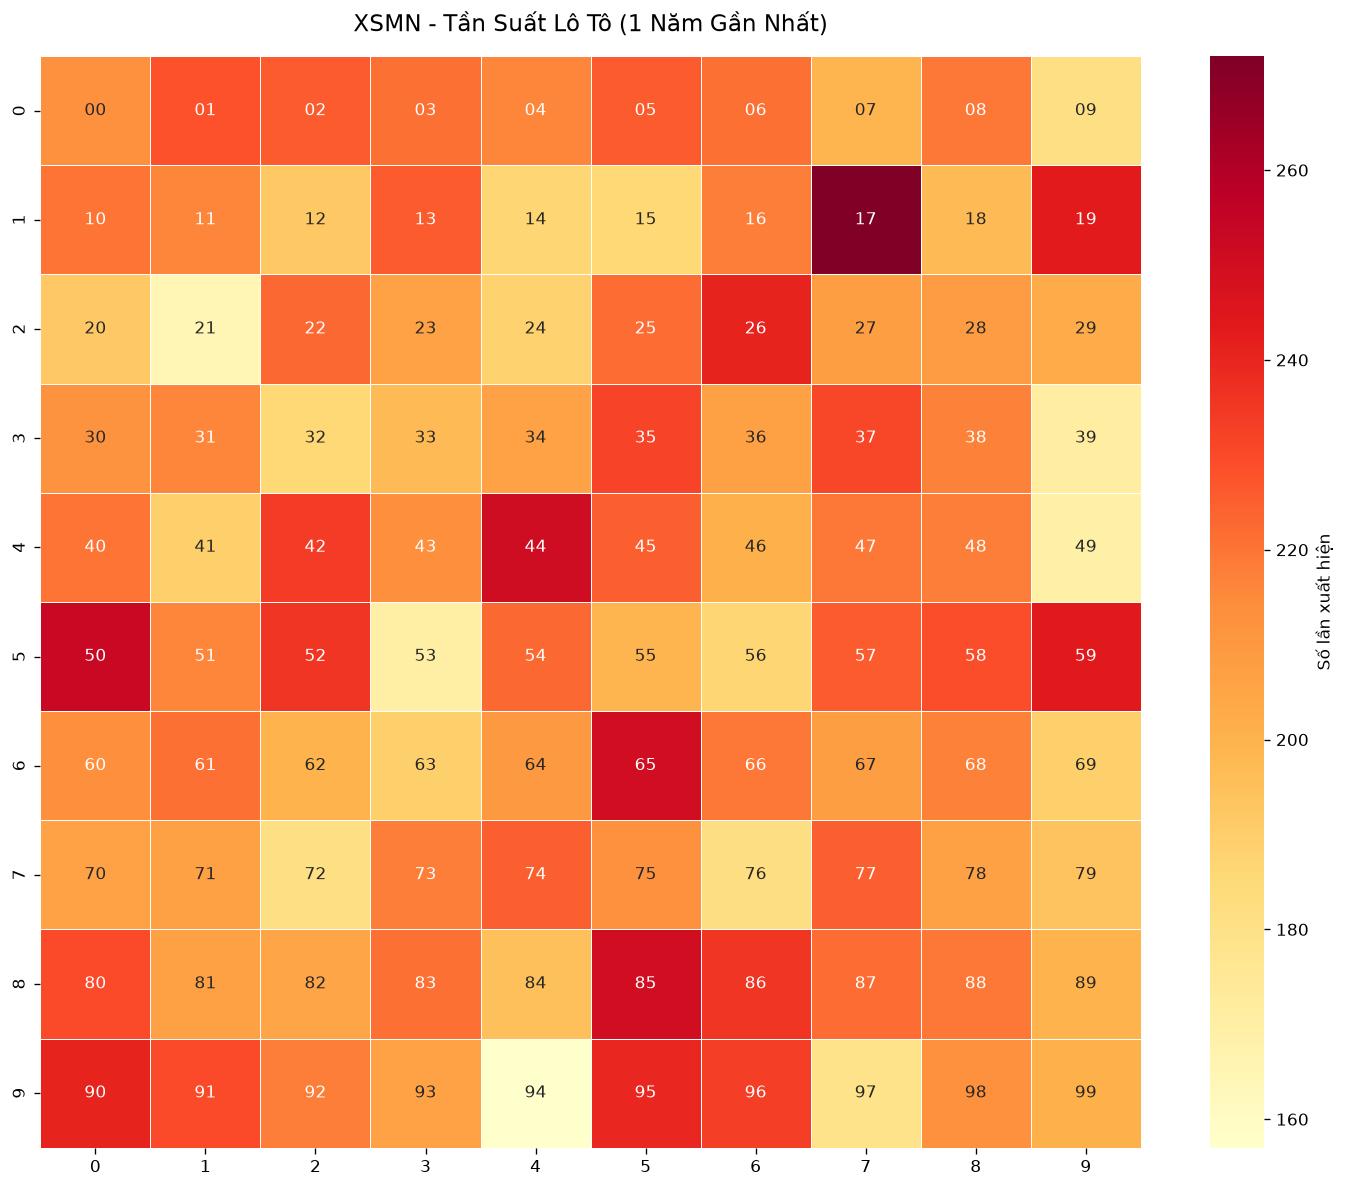 XSMN - Tần Suất Lô Tô (1 Năm Gần Nhất)
0 00 01 02 03 04 05 06 07 08 09
1 10 11 12 13 14 15 16 17 18 19
2 20 21 22 23 24 25 26 27 28 29
3 30 31 32 33 34 35 36 37 38 39
4 40 41 42 43 44 45 46 47 48 49
5 50 51 52 53 54 55 56 57 58 59
6 60 61 62 63 64 65 66 67 68 69
7 70 71 72 73 74 75 76 77 78 79
8 80 81 82 83 84 85 86 87 88 89
9 90 91 92 93 94 95 96 97 98 99
0 1 2 3 4 5 6 7 8 9
260
240
220
200
180
160
Số lần xuất hiện